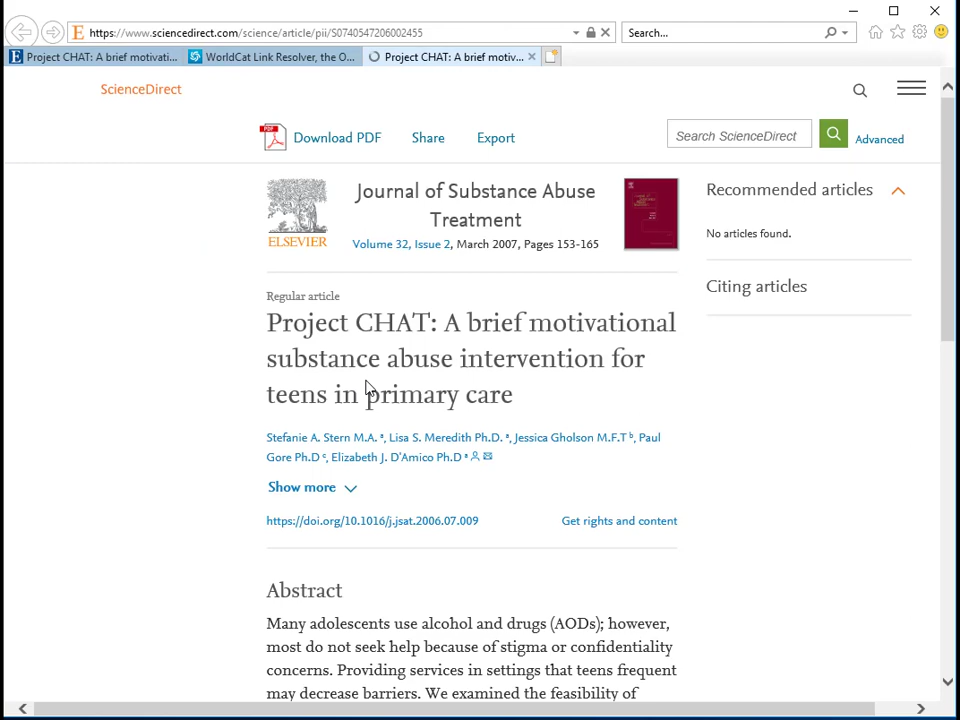 https://www.sciencedirect.com/science/article/pii/S0740547206002455
Search...
Project CHAT: A brief motivati...
WorldCat Link Resolver, the O...
Project CHAT: A brief motiv...
ScienceDirect
Download PDF
Share
Export
Search ScienceDirect
Advanced
ELSEVIER
Journal of Substance Abuse
Treatment
Volume 32, Issue 2, March 2007, Pages 153-165
Recommended articles
No articles found.
Citing articles
Regular article
Project CHAT: A brief motivational
substance abuse intervention for
teens in primary care
Stefanie A. Stern M.A. ᵃ, Lisa S. Meredith Ph.D. ᵃ, Jessica Gholson M.F.T ᵇ, Paul
Gore Ph.D ᶜ, Elizabeth J. D'Amico Ph.D ᵃ
Show more
https://doi.org/10.1016/j.jsat.2006.07.009
Get rights and content
Abstract
Many adolescents use alcohol and drugs (AODs); however,
most do not seek help because of stigma or confidentiality
concerns. Providing services in settings that teens frequent
may decrease barriers. We examined the feasibility of